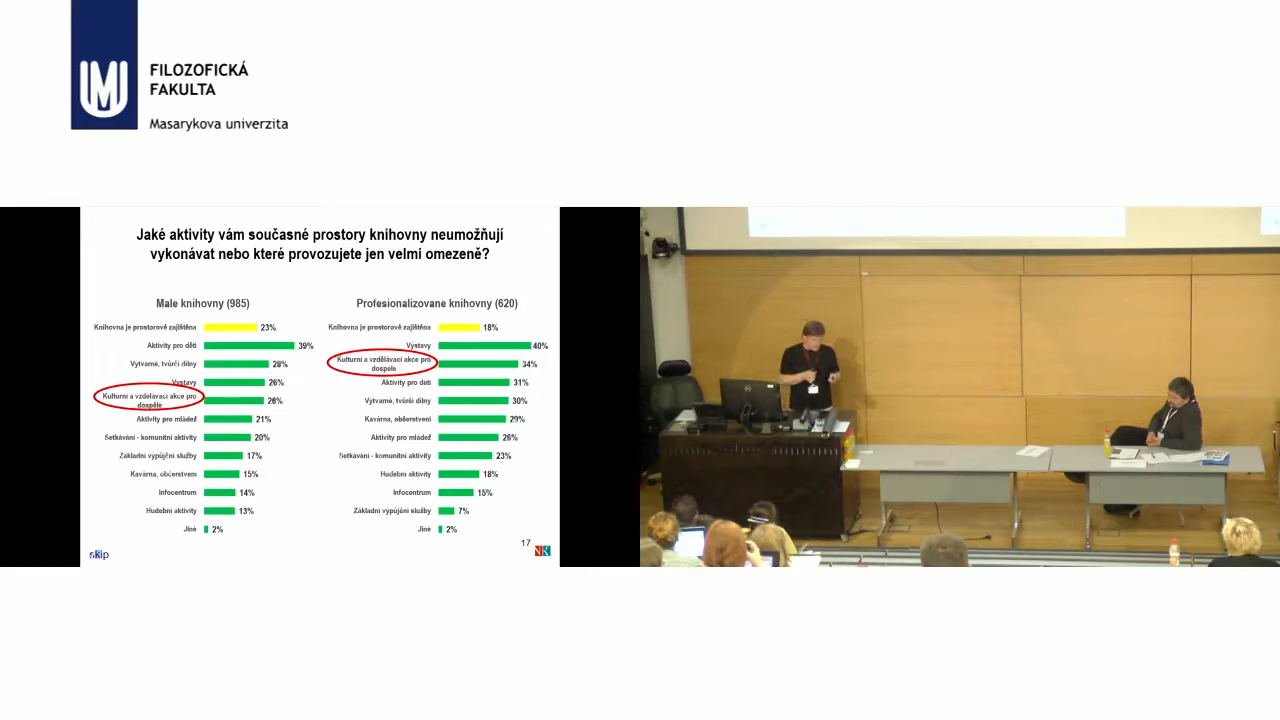 FILOZOFICKÁ
FAKULTA
Masarykova univerzita
Jaké aktivity vám současné prostory knihovny neumožňují
vykonávat nebo které provozujete jen velmi omezeně?
Male knihovny (985)
Knihovna je prostorově zajištěna 23%
Aktivity pro děti 39%
Výtvarné, tvůrčí dílny 28%
Výstavy 26%
Kulturní a vzdělávací akce pro
dospělé 26%
Aktivity pro mládež 21%
Setkávání - komunitní aktivity 20%
Základní výpůjční služby 17%
Kavárna, občerstvení 15%
Infocentrum 14%
Hudební aktivity 13%
Jiné 2%
Profesionalizovane knihovny (620)
Knihovna je prostorově zajištěna 18%
Výstavy 40%
Kulturní a vzdělávací akce pro
dospělé 34%
Aktivity pro děti 31%
Výtvarné, tvůrčí dílny 30%
Kavárna, občerstvení 29%
Aktivity pro mládež 26%
Setkávání - komunitní aktivity 23%
Hudební aktivity 18%
Infocentrum 15%
Základní výpůjční služby 7%
Jiné 2%
skip
17